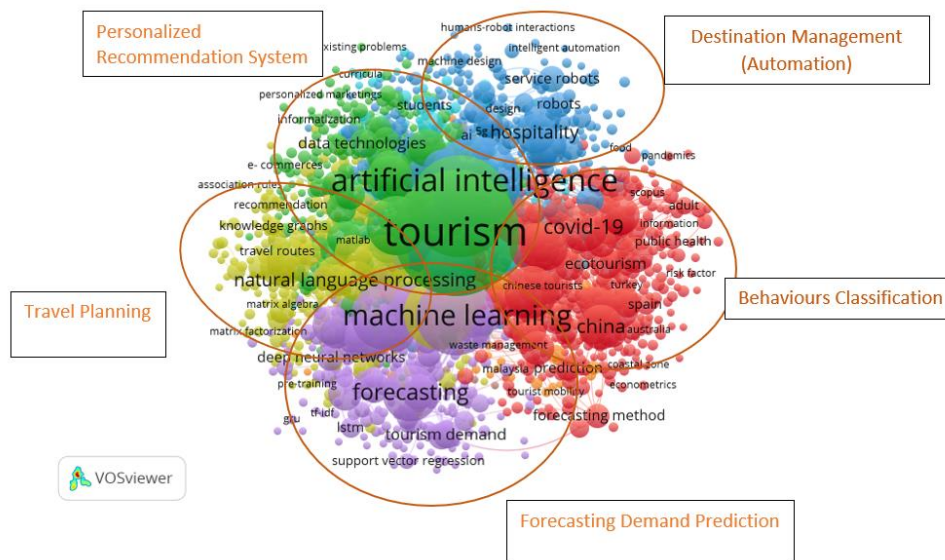 Personalized
Recommendation System
Destination Management
(Automation)
humans-robot interactions
existing problems
intelligent automation
machine design
curricula
service robots
personalized marketings
students
design
robots
informatization
ai
hospitality
data technologies
food
pandemics
e- commerces
artificial intelligence
association rules
scopus
recommendation
adult
knowledge graphs
tourism
covid-19
information
matlab
public health
travel routes
ecotourism
risk factor
natural language processing
chinese tourists
turkey
matrix algebra
spain
Travel Planning
Behaviours Classification
machine learning
china
matrix factorization
australia
waste management
deep neural networks
malaysia
prediction
coastal zone
pre-training
forecasting
tourist mobility
econometrics
gru
tf-idf
forecasting method
lstm
tourism demand
support vector regression
VOSviewer
Forecasting Demand Prediction